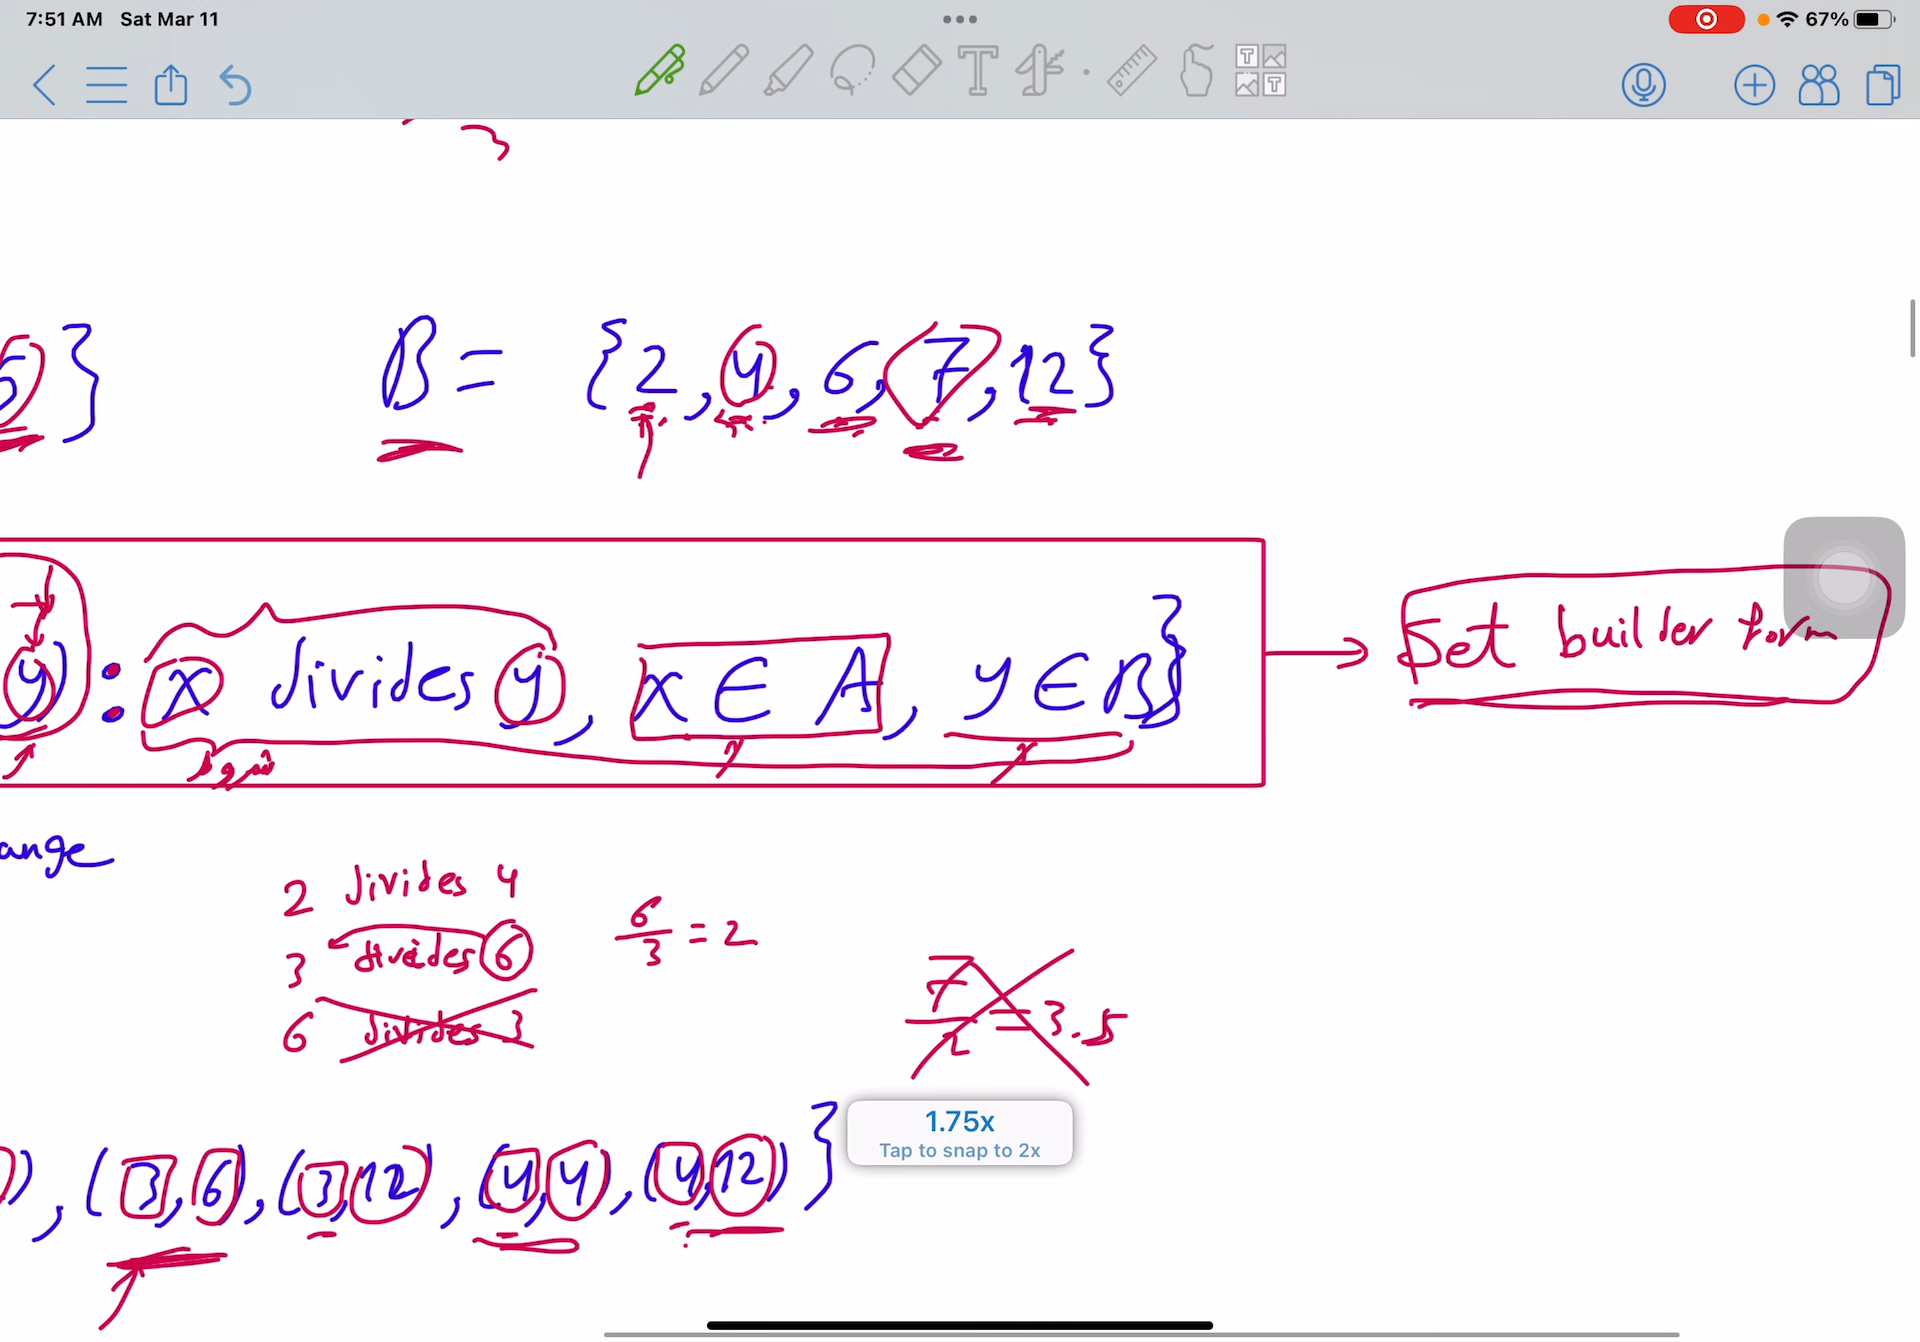 7:51 AM Sat Mar 11
67%
5}
B = {2, 4, 6, 7, 12}
y) : x divides y, x ∈ A, y ∈ B}
Set builder form
ange
2 divides 4
3 divides 6
6/3 = 2
6 divides 3
7/2 = 3.5
1.75x
Tap to snap to 2x
), (3,6), (3,12), (4,4), (4,12)}